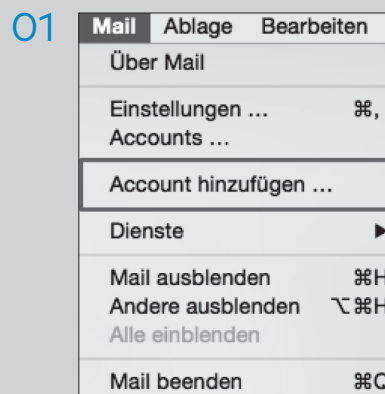 01
Mail Ablage Bearbeiten
Über Mail
Einstellungen … ⌘,
Accounts …
Account hinzufügen …
Dienste ▶
Mail ausblenden ⌘H
Andere ausblenden ⌥⌘H
Alle einblenden
Mail beenden ⌘Q